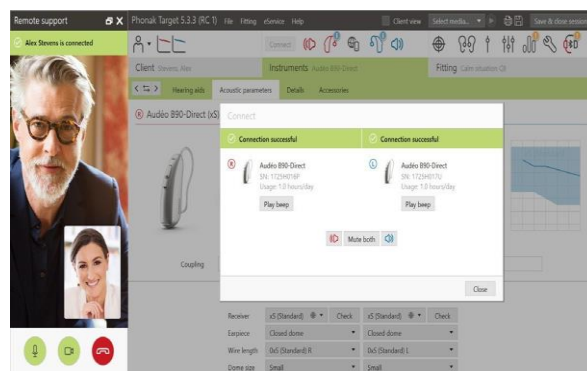 Remote support
Phonak Target 5.3.3 (RC 1) File Fitting eService Help
Client view
Select media...
Save & close session
Alex Stevens is connected
Connect
Client Stevens, Alex
Instruments Audéo B90-Direct
Fitting Calm situation (2)
Hearing aids Acoustic parameters Details Accessories
Audéo B90-Direct (xS)
Connect
Connection successful
Connection successful
R Audéo B90-Direct
Usage: 1.0 hours/day
Play beep
L Audéo B90-Direct
Usage: 1.0 hours/day
Play beep
Mute both
Close
Coupling
Receiver xS (Standard) Check xS (Standard) Check
Earpiece Closed dome Closed dome
Wire length 0xS (Standard) R 0xS (Standard) L
Dome size Small Small